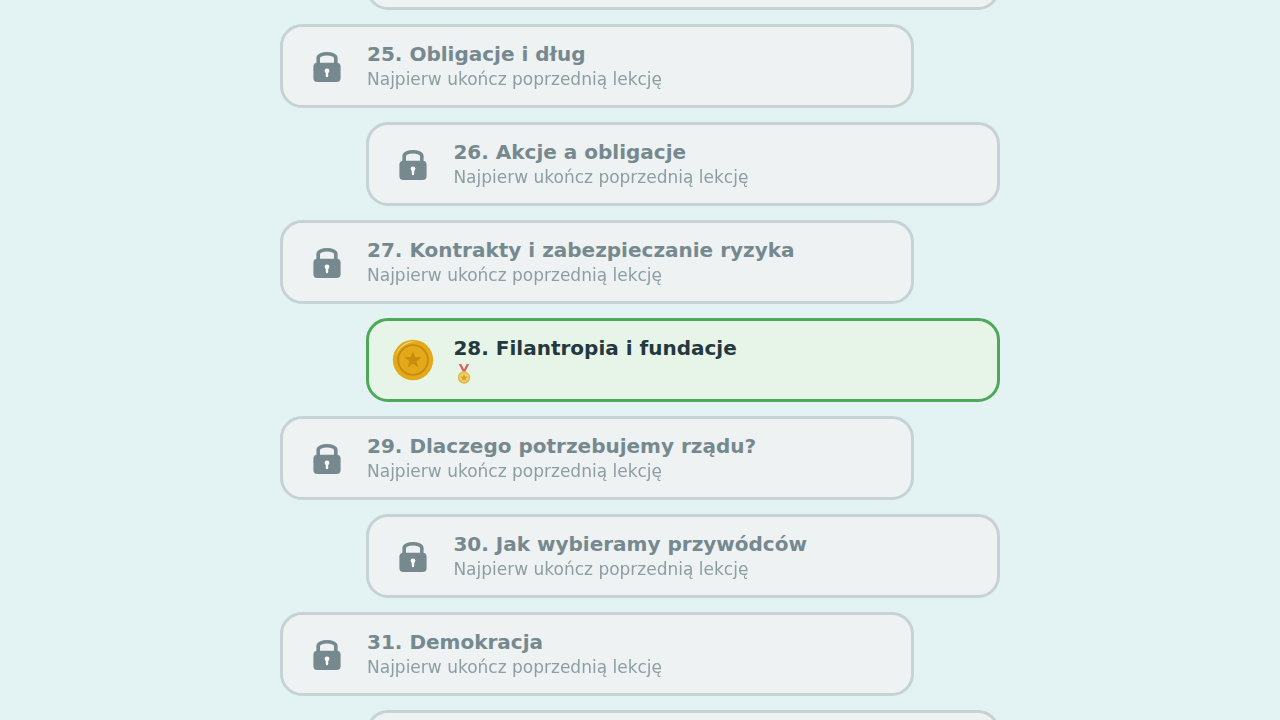 25. Obligacje i dług
Najpierw ukończ poprzednią lekcję
26. Akcje a obligacje
Najpierw ukończ poprzednią lekcję
27. Kontrakty i zabezpieczanie ryzyka
Najpierw ukończ poprzednią lekcję
28. Filantropia i fundacje
29. Dlaczego potrzebujemy rządu?
Najpierw ukończ poprzednią lekcję
30. Jak wybieramy przywódców
Najpierw ukończ poprzednią lekcję
31. Demokracja
Najpierw ukończ poprzednią lekcję